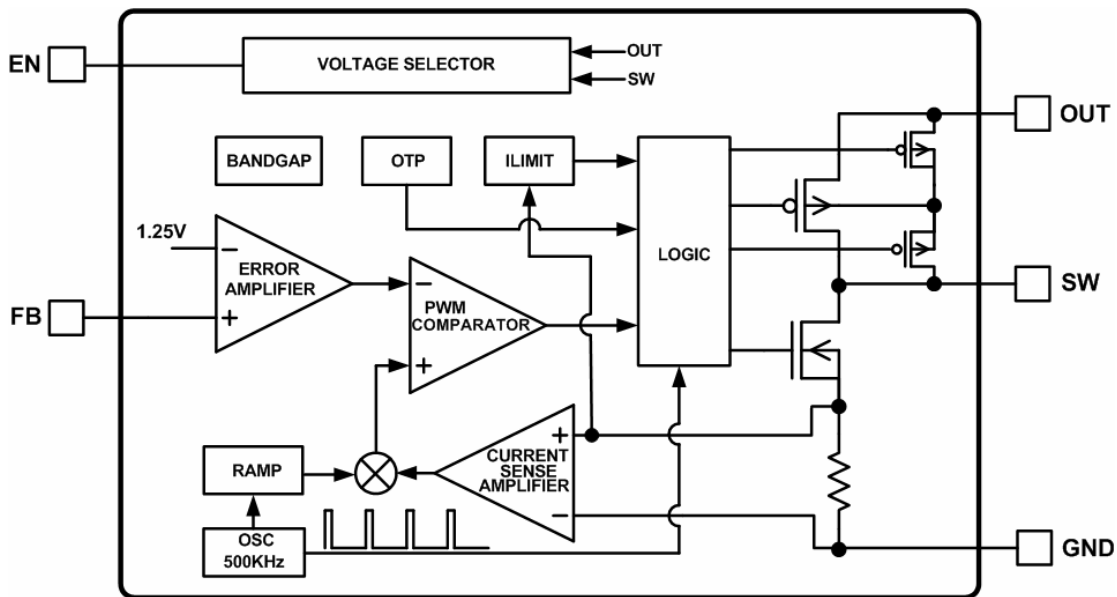 EN
VOLTAGE SELECTOR
OUT
SW
OUT
BANDGAP
OTP
ILIMIT
LOGIC
1.25V
−
ERROR
AMPLIFIER
+
FB
−
PWM
COMPARATOR
+
SW
RAMP
+
CURRENT
SENSE
AMPLIFIER
−
OSC
500KHz
GND